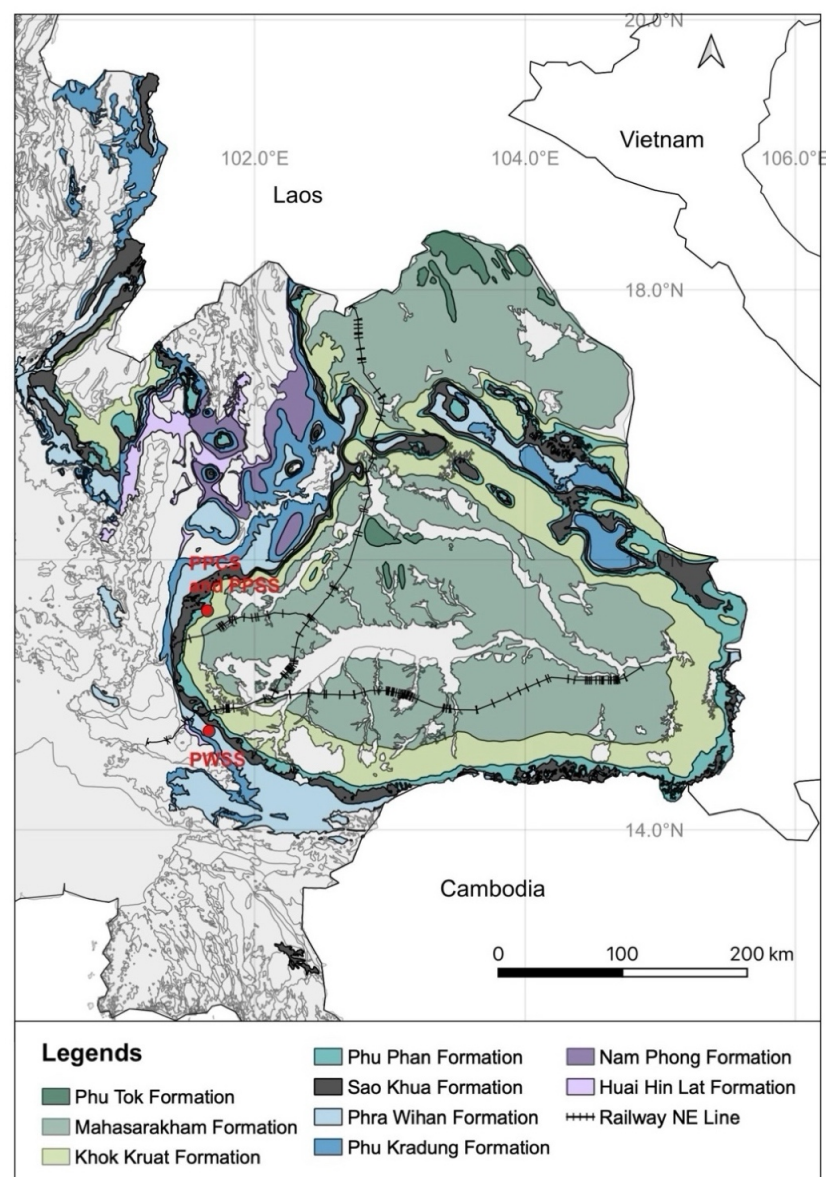 20.0°N
Vietnam
102.0°E
104.0°E
106.0°E
Laos
18.0°N
PPCS
and PPSS
PWSS
14.0°N
Cambodia
0 100 200 km
Legends
Phu Tok Formation
Mahasarakham Formation
Khok Kruat Formation
Phu Phan Formation
Sao Khua Formation
Phra Wihan Formation
Phu Kradung Formation
Nam Phong Formation
Huai Hin Lat Formation
Railway NE Line